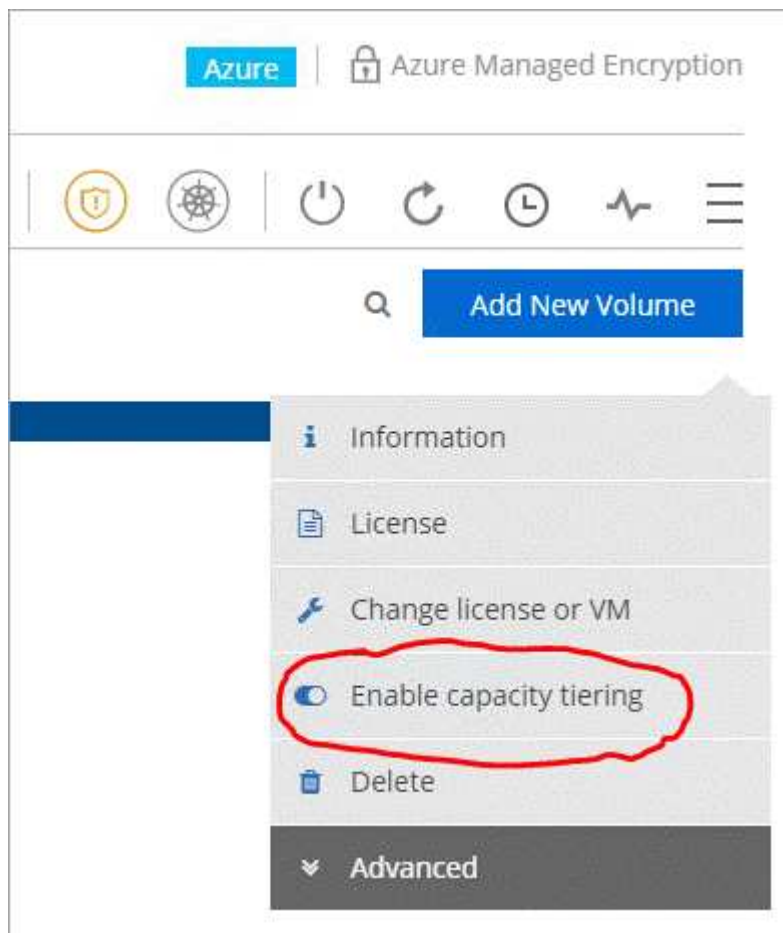 Azure
Azure Managed Encryption
Add New Volume
Information
License
Change license or VM
Enable capacity tiering
Delete
Advanced